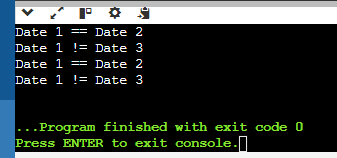 Date 1 == Date 2
Date 1 != Date 3
Date 1 == Date 2
Date 1 != Date 3
...Program finished with exit code 0
Press ENTER to exit console.